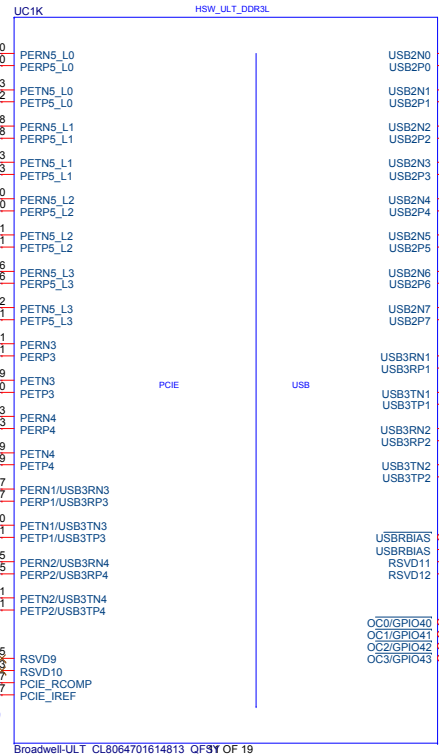 UC1K
HSW_ULT_DDR3L
PERN5_L0
PERP5_L0
PETN5_L0
PETP5_L0
PERN5_L1
PERP5_L1
PETN5_L1
PETP5_L1
PERN5_L2
PERP5_L2
PETN5_L2
PETP5_L2
PERN5_L3
PERP5_L3
PETN5_L3
PETP5_L3
PERN3
PERP3
PETN3
PETP3
PERN4
PERP4
PETN4
PETP4
PERN1/USB3RN3
PERP1/USB3RP3
PETN1/USB3TN3
PETP1/USB3TP3
PERN2/USB3RN4
PERP2/USB3RP4
PETN2/USB3TN4
PETP2/USB3TP4
RSVD9
RSVD10
PCIE_RCOMP
PCIE_IREF
PCIE
USB
USB2N0
USB2P0
USB2N1
USB2P1
USB2N2
USB2P2
USB2N3
USB2P3
USB2N4
USB2P4
USB2N5
USB2P5
USB2N6
USB2P6
USB2N7
USB2P7
USB3RN1
USB3RP1
USB3TN1
USB3TP1
USB3RN2
USB3RP2
USB3TN2
USB3TP2
USBRBIAS
USBRBIAS
RSVD11
RSVD12
OC0/GPIO40
OC1/GPIO41
OC2/GPIO42
OC3/GPIO43
Broadwell-ULT_CL8064701614813 OF 19